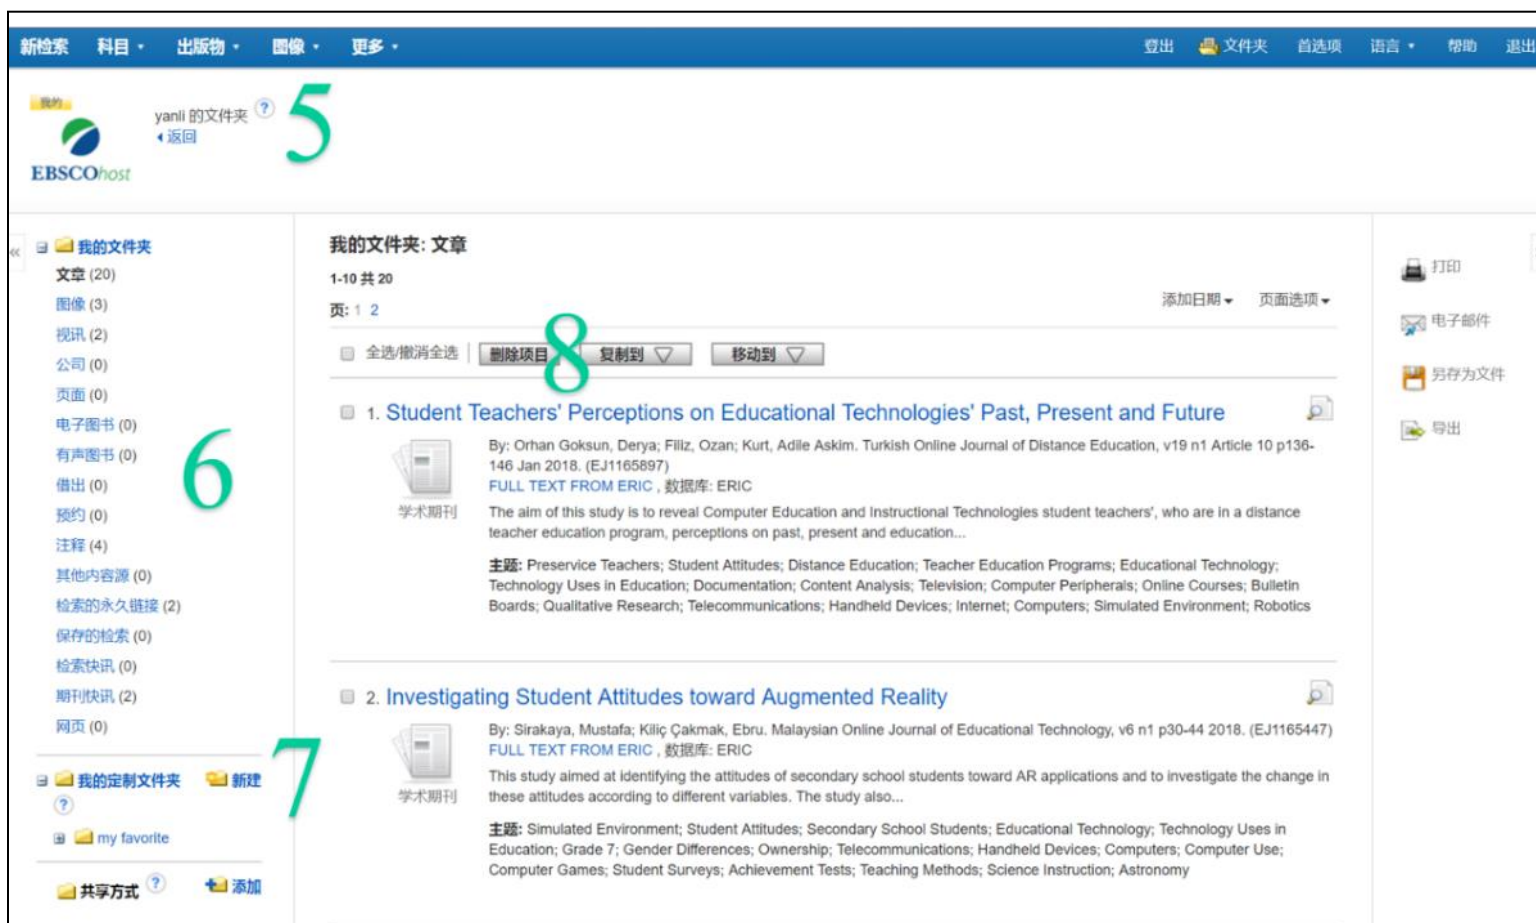 新检索 科目 出版物 图像 更多 登出 文件夹 首选项 语言 帮助 退出
我的
yanli 的文件夹 ? 5
返回
EBSCOhost
我的文件夹
文章 (20)
图像 (3)
视讯 (2)
公司 (0)
页面 (0)
电子图书 (0)
有声图书 (0)
借出 (0)
预约 (0)
注释 (4)
其他内容源 (0)
检索的永久链接 (2)
保存的检索 (0)
检索快讯 (0)
期刊快讯 (2)
网页 (0)
6
我的定制文件夹 新建
?
7
my favorite
共享方式 ? 添加
我的文件夹: 文章
1-10 共 20
页: 1 2
添加日期 页面选项
全选/撤消全选 删除项目 8 复制到 移动到
1. Student Teachers' Perceptions on Educational Technologies' Past, Present and Future
学术期刊
By: Orhan Goksun, Derya; Filiz, Ozan; Kurt, Adile Askim. Turkish Online Journal of Distance Education, v19 n1 Article 10 p136-
146 Jan 2018. (EJ1165897)
FULL TEXT FROM ERIC , 数据库: ERIC
The aim of this study is to reveal Computer Education and Instructional Technologies student teachers', who are in a distance
teacher education program, perceptions on past, present and education...
主题: Preservice Teachers; Student Attitudes; Distance Education; Teacher Education Programs; Educational Technology;
Technology Uses in Education; Documentation; Content Analysis; Television; Computer Peripherals; Online Courses; Bulletin
Boards; Qualitative Research; Telecommunications; Handheld Devices; Internet; Computers; Simulated Environment; Robotics
2. Investigating Student Attitudes toward Augmented Reality
学术期刊
By: Sirakaya, Mustafa; Kiliç Çakmak, Ebru. Malaysian Online Journal of Educational Technology, v6 n1 p30-44 2018. (EJ1165447)
FULL TEXT FROM ERIC , 数据库: ERIC
This study aimed at identifying the attitudes of secondary school students toward AR applications and to investigate the change in
these attitudes according to different variables. The study also...
主题: Simulated Environment; Student Attitudes; Secondary School Students; Educational Technology; Technology Uses in
Education; Grade 7; Gender Differences; Ownership; Telecommunications; Handheld Devices; Computers; Computer Use;
Computer Games; Student Surveys; Achievement Tests; Teaching Methods; Science Instruction; Astronomy
打印
电子邮件
另存为文件
导出